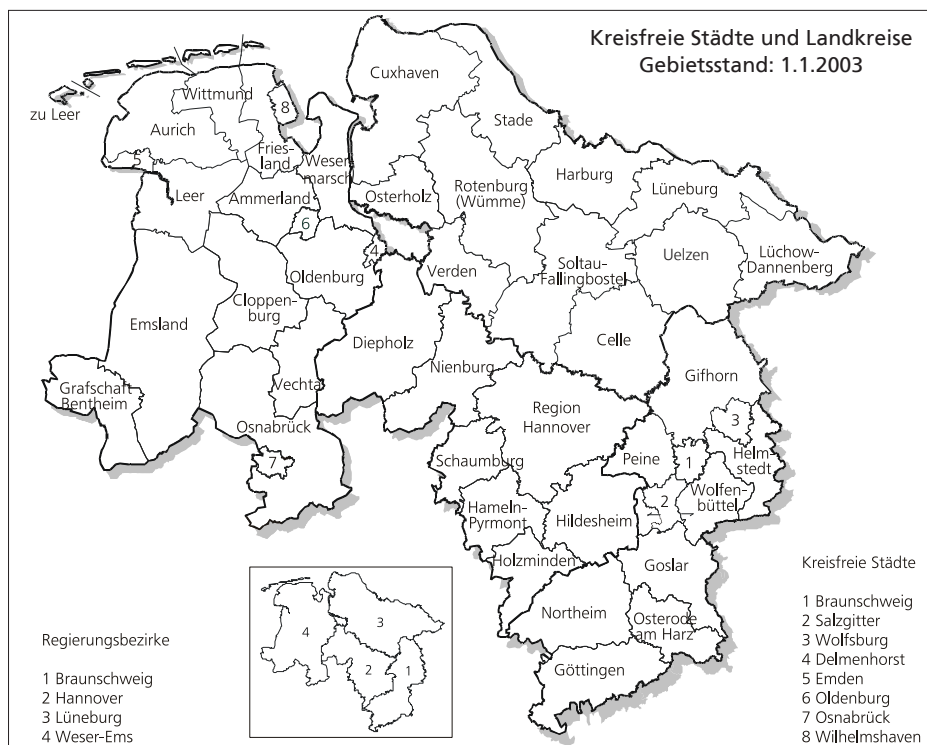 Kreisfreie Städte und Landkreise
Gebietsstand: 1.1.2003
Cuxhaven
Wittmund
8
zu Leer
Stade
Aurich
Fries-
land
Weser-
marsch
5
Harburg
Lüneburg
Leer
Ammerland
Osterholz
Rotenburg
(Wümme)
6
4
Oldenburg
Verden
Soltau-
Fallingbostel
Uelzen
Lüchow-
Dannenberg
Cloppen-
burg
Emsland
Diepholz
Celle
Nienburg
Gifhorn
Grafschaft
Bentheim
Vechta
Region
Hannover
3
Osnabrück
7
Schaumburg
Peine
1
Helm-
stedt
Hameln-
Pyrmont
Hildesheim
2
Wolfen-
büttel
Holzminden
Goslar
Northeim
Osterode
am Harz
Göttingen
Regierungsbezirke
1 Braunschweig
2 Hannover
3 Lüneburg
4 Weser-Ems
4
3
2
1
Kreisfreie Städte
1 Braunschweig
2 Salzgitter
3 Wolfsburg
4 Delmenhorst
5 Emden
6 Oldenburg
7 Osnabrück
8 Wilhelmshaven